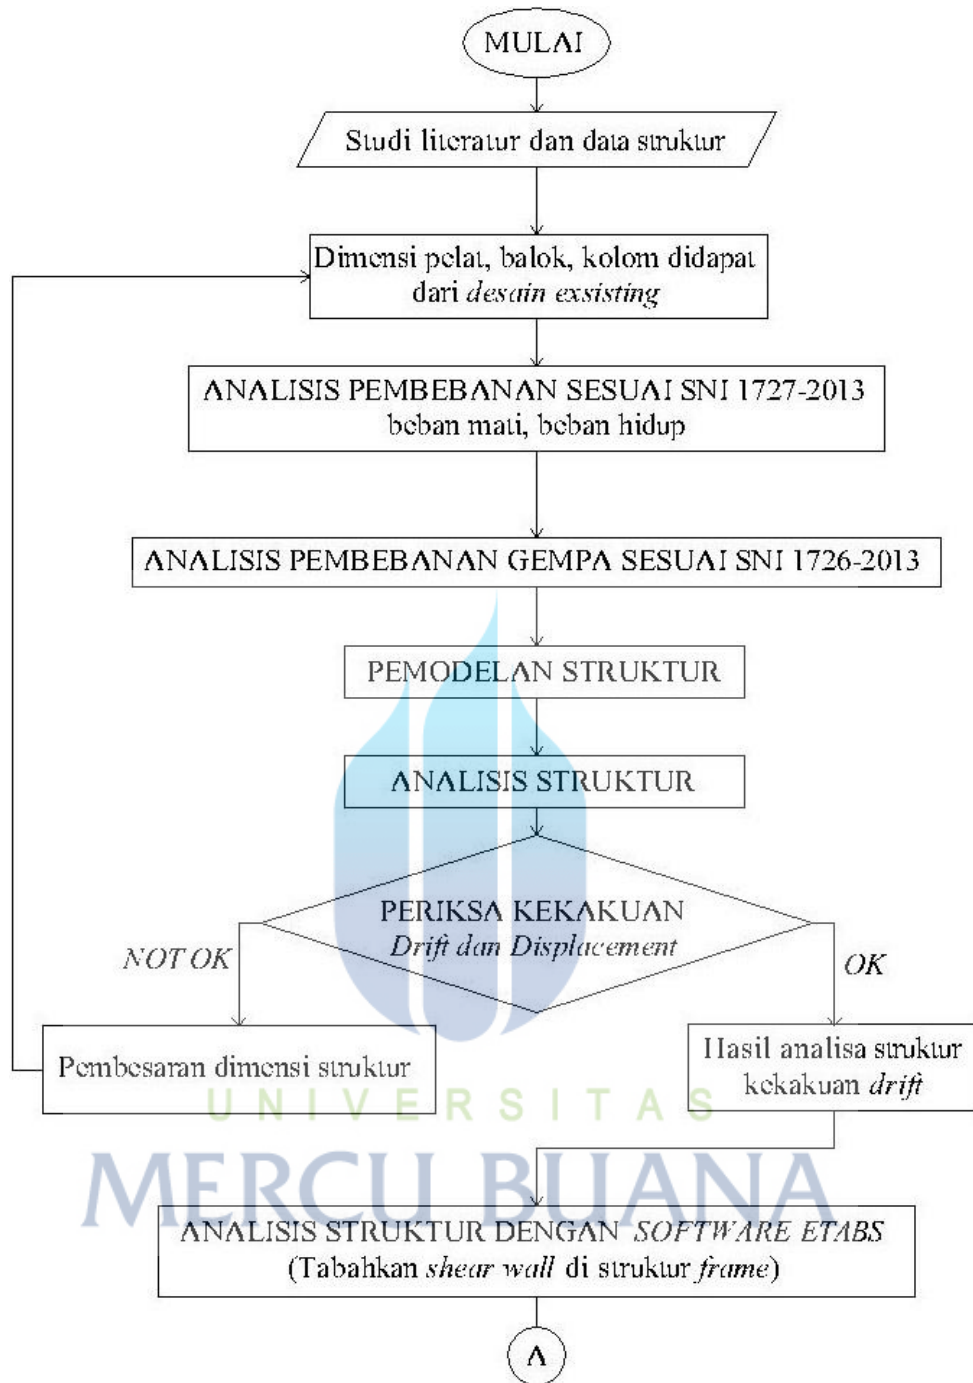 MULAI
Studi literatur dan data struktur
Dimensi pelat, balok, kolom didapat
dari desain exsisting
ANALISIS PEMBEBANAN SESUAI SNI 1727-2013
beban mati, beban hidup
ANALISIS PEMBEBANAN GEMPA SESUAI SNI 1726-2013
PEMODELAN STRUKTUR
ANALISIS STRUKTUR
PERIKSA KEKAKUAN
Drift dan Displacement
NOT OK
OK
Pembesaran dimensi struktur
Hasil analisa struktur
kekakuan drift
UNIVERSITAS
MERCU BUANA
ANALISIS STRUKTUR DENGAN SOFTWARE ETABS
(Tabahkan shear wall di struktur frame)
A